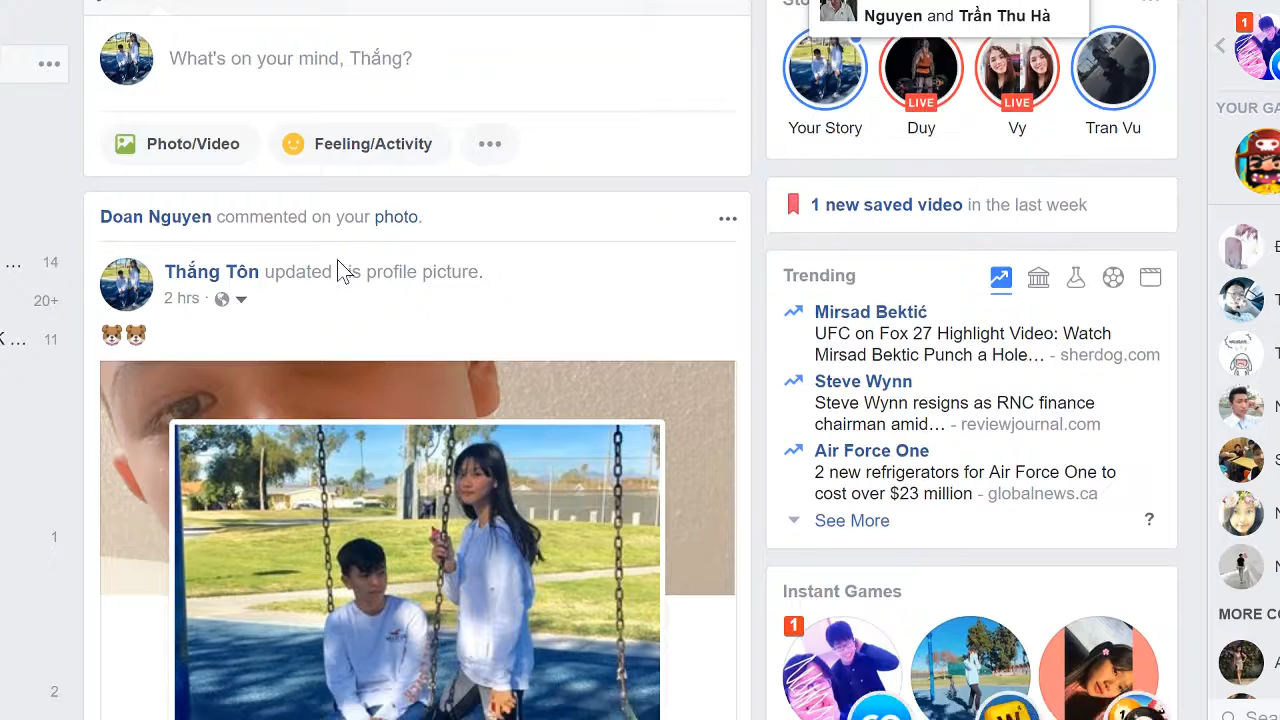 What's on your mind, Thắng?
Photo/Video
Feeling/Activity
Doan Nguyen commented on your photo.
Thắng Tôn updated his profile picture.
2 hrs
14
20+
K ...
11
1
2
Nguyen and Trần Thu Hà
LIVE
LIVE
Your Story
Duy
Vy
Tran Vu
1 new saved video in the last week
Trending
Mirsad Bektić
UFC on Fox 27 Highlight Video: Watch
Mirsad Bektic Punch a Hole… - sherdog.com
Steve Wynn
Steve Wynn resigns as RNC finance
chairman amid… - reviewjournal.com
Air Force One
2 new refrigerators for Air Force One to
cost over $23 million - globalnews.ca
See More
?
Instant Games
1
W
1
YOUR GA
MORE CO